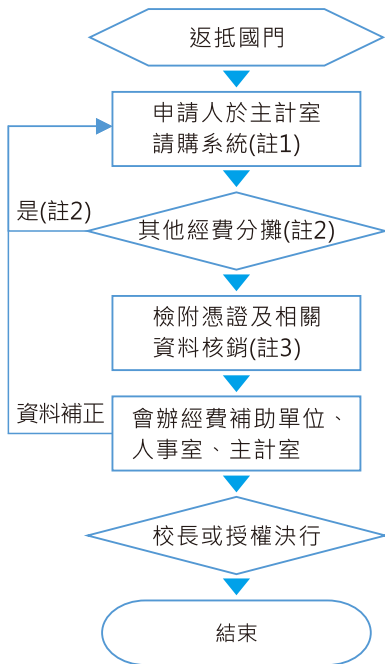 返抵國門
申請人於主計室
請購系統(註1)
是(註2)
其他經費分攤(註2)
檢附憑證及相關
資料核銷(註3)
資料補正
會辦經費補助單位、
人事室、主計室
校長或授權決行
結束